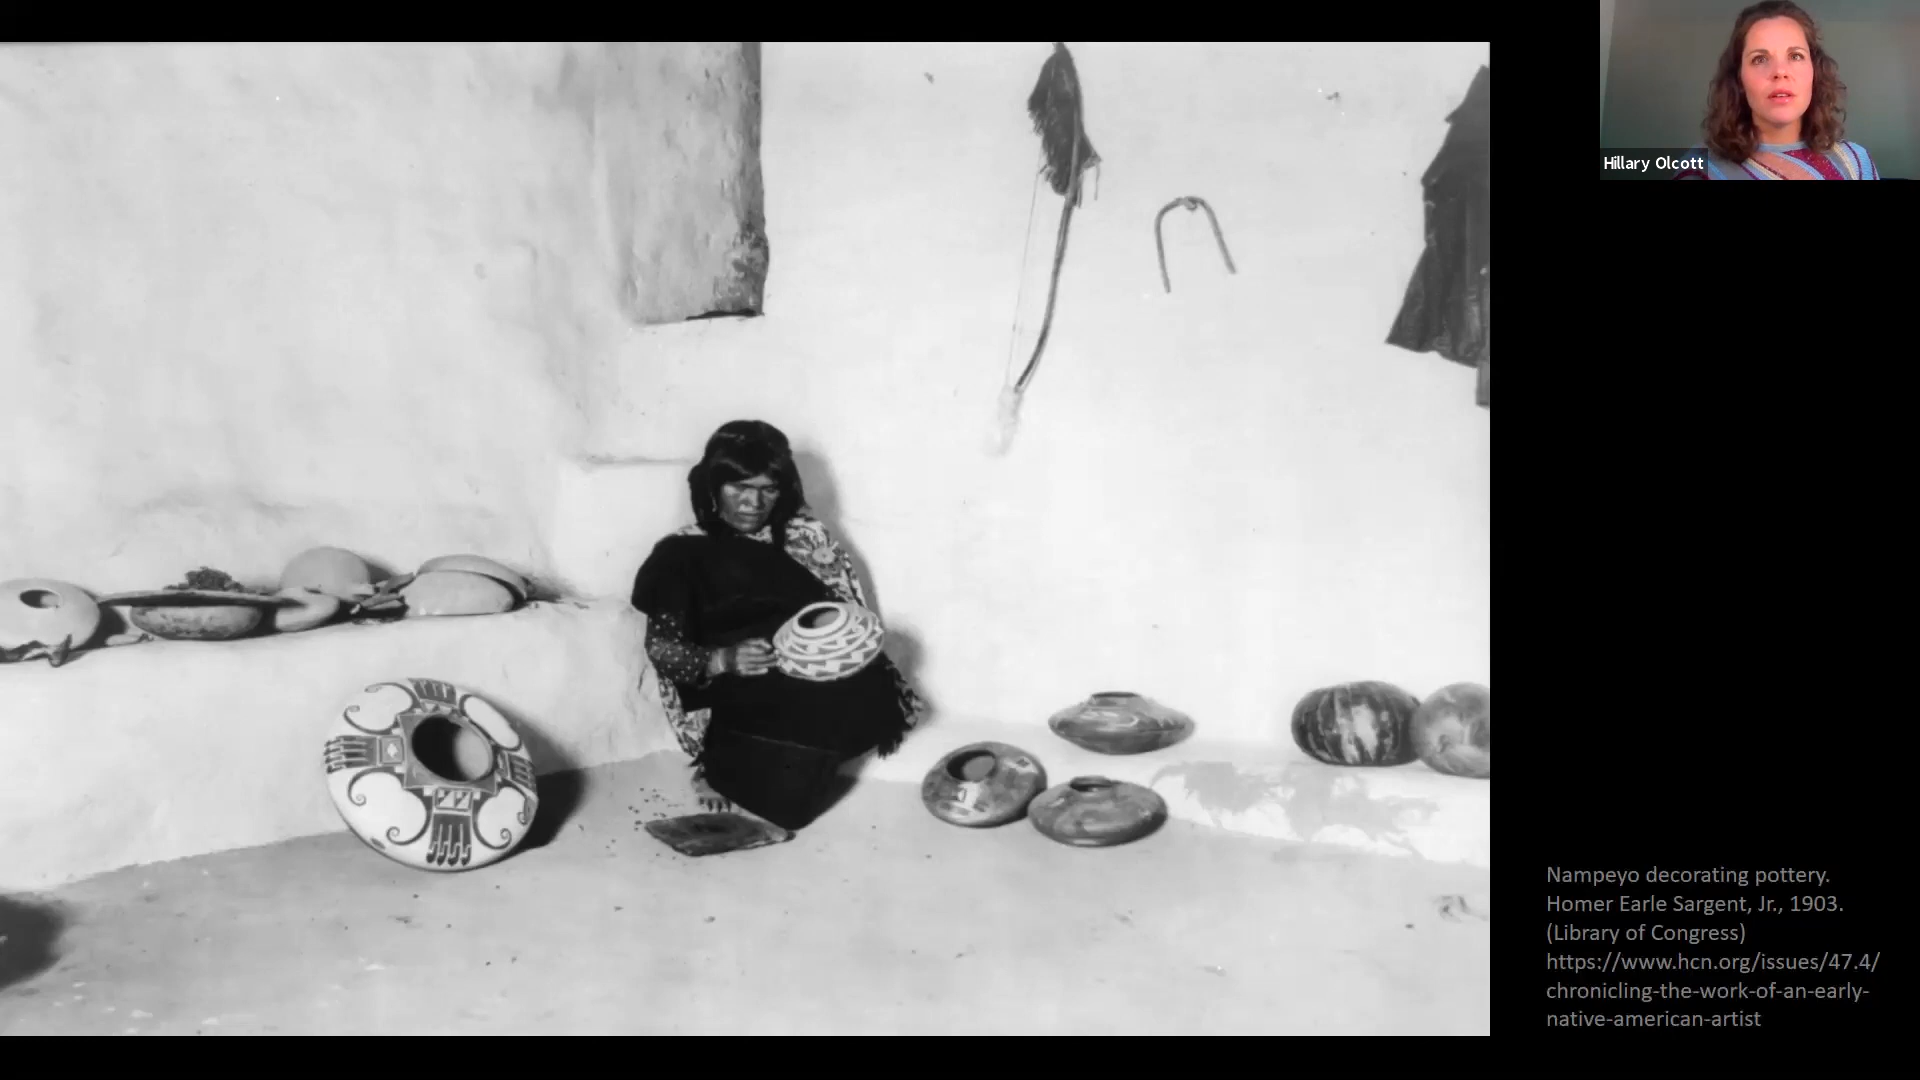 Hillary Olcott
Nampeyo decorating pottery.
Homer Earle Sargent, Jr., 1903.
(Library of Congress)
https://www.hcn.org/issues/47.4/
chronicling-the-work-of-an-early-
native-american-artist